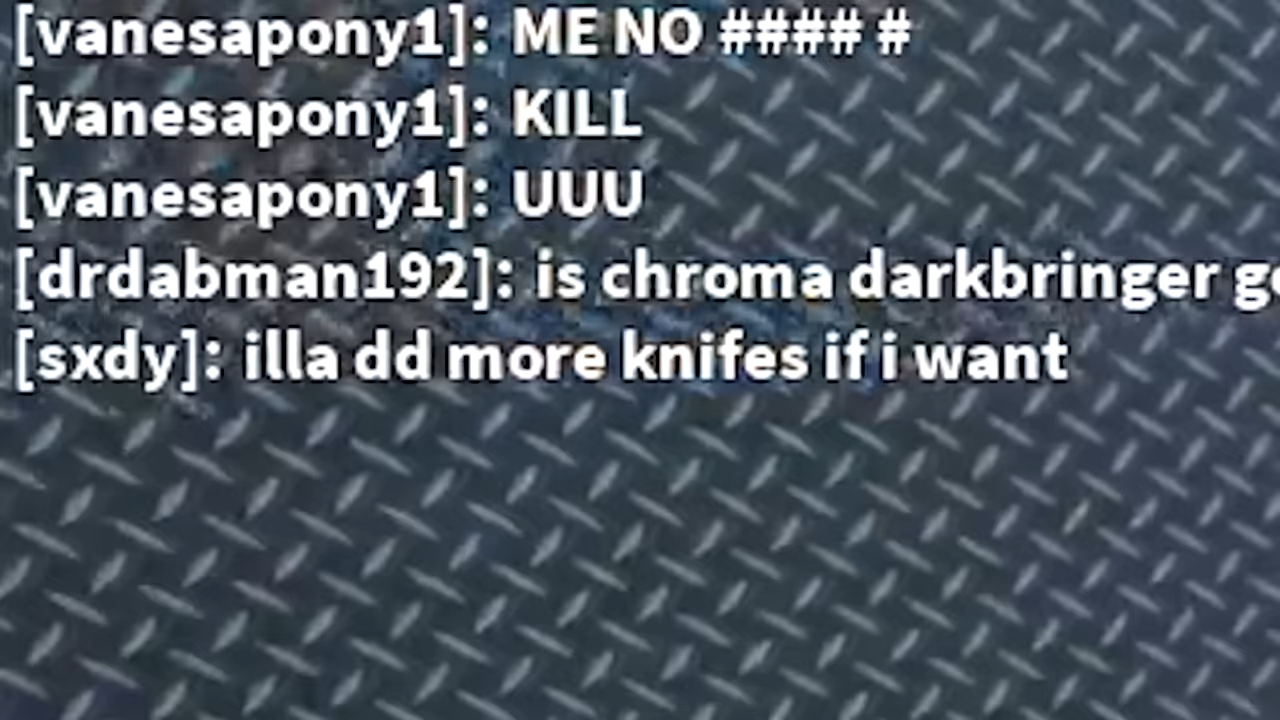 [vanesapony1]: ME NO #### #
[vanesapony1]: KILL
[vanesapony1]: UUU
[drdabman192]: is chroma darkbringer
[sxdy]: illa dd more knifes if i want